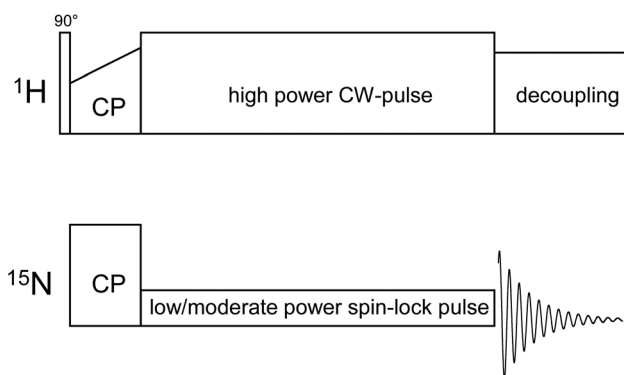 90°
¹H
CP
high power CW-pulse
decoupling
¹⁵N
CP
low/moderate power spin-lock pulse